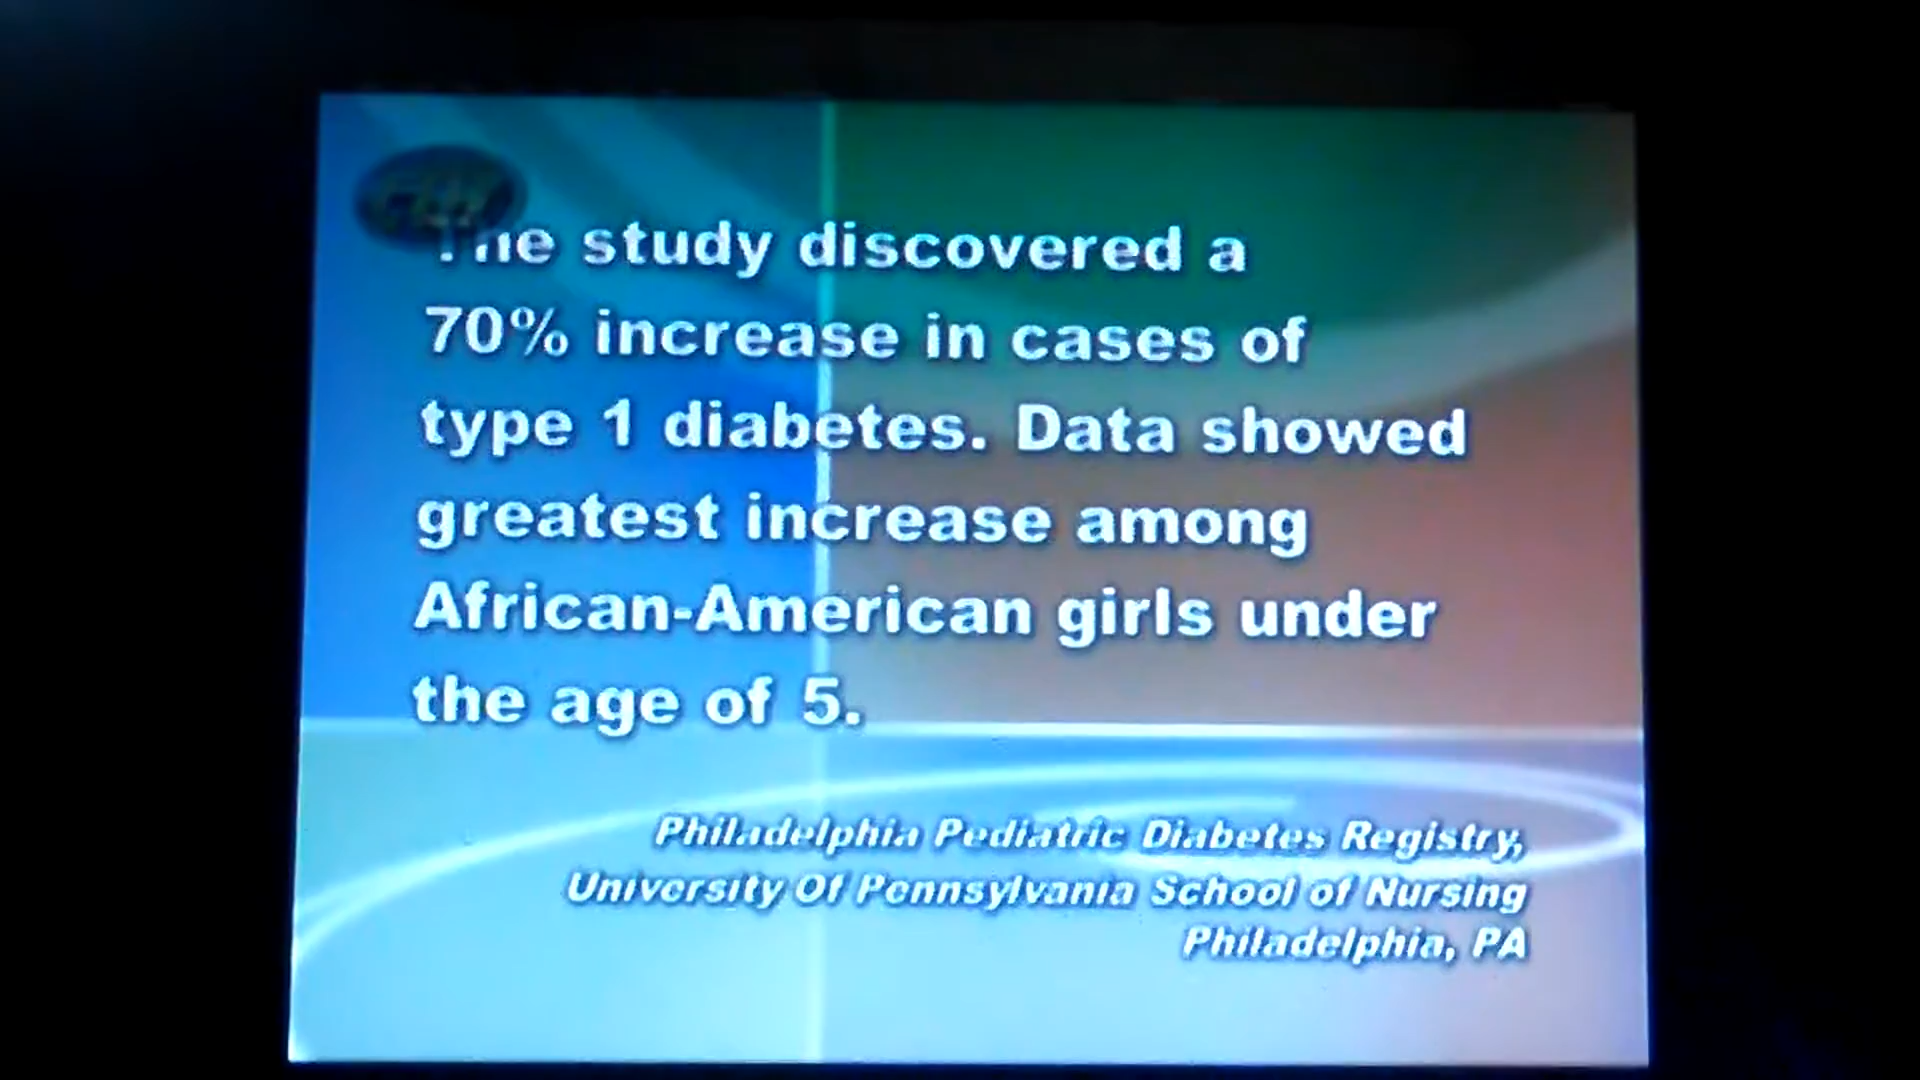 The study discovered a
70% increase in cases of
type 1 diabetes. Data showed
greatest increase among
African-American girls under
the age of 5.
Philadelphia Pediatric Diabetes Registry,
University Of Pennsylvania School of Nursing
Philadelphia, PA